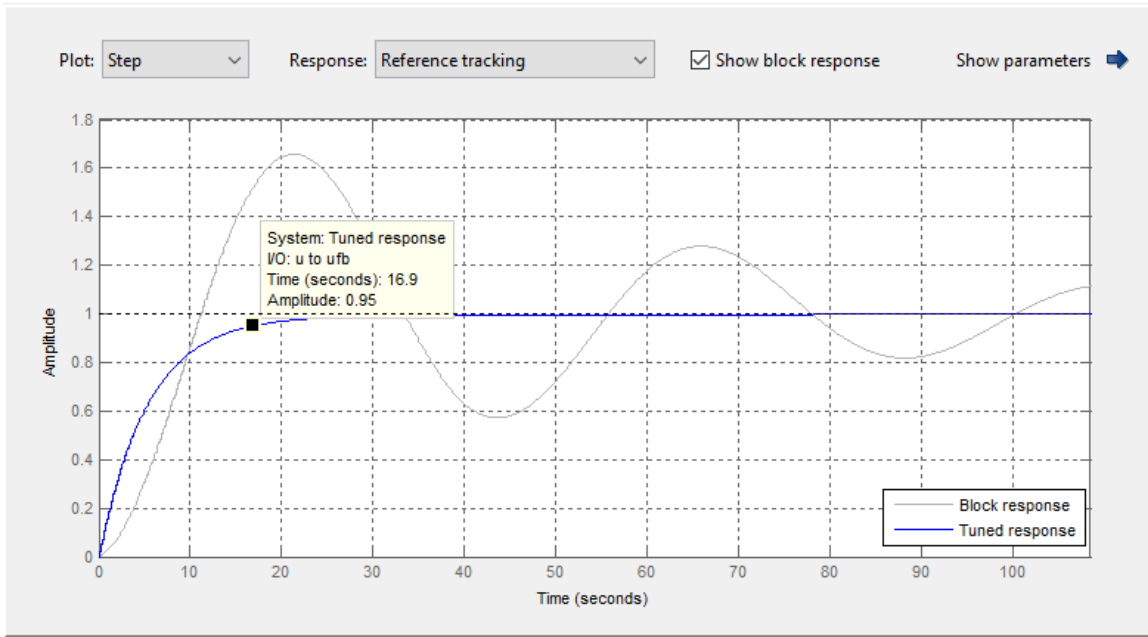 Plot: Step Response: Reference tracking Show block response Show parameters
1.8
1.6
1.4
1.2
1
0.8
0.6
0.4
0.2
0
Amplitude
System: Tuned response
I/O: u to ufb
Time (seconds): 16.9
Amplitude: 0.95
Block response
Tuned response
0 10 20 30 40 50 60 70 80 90 100
Time (seconds)